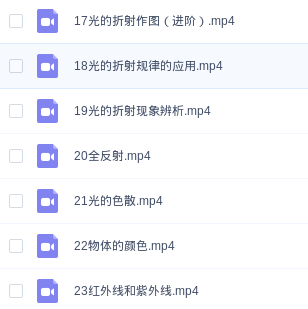 17光的折射作图（进阶）.mp4
18光的折射规律的应用.mp4
19光的折射现象辨析.mp4
20全反射.mp4
21光的色散.mp4
22物体的颜色.mp4
23红外线和紫外线.mp4